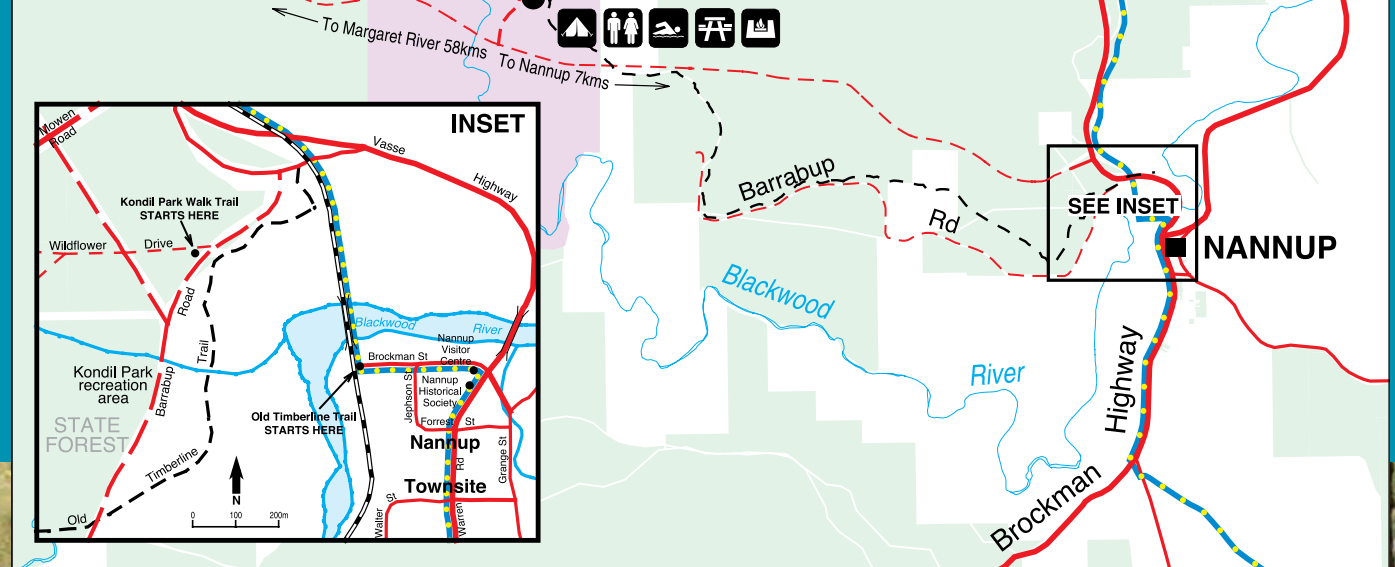 To Margaret River 58kms
To Nannup 7kms
INSET
Mowen
Road
Vasse
Highway
Kondil Park Walk Trail
STARTS HERE
Wildflower
Drive
Road
Blackwood
River
Nannup
Visitor
Centre
Brockman St
Trail
Kondil Park
recreation
area
Barrabup
Jephson St
Nannup
Historical
Society
Old Timberline Trail
STARTS HERE
Forrest St
STATE
FOREST
Nannup
Grange St
Timberline
Rd
Townsite
N
Walter St
Warren
Old
0 100 200m
Barrabup
Rd
SEE INSET
NANNUP
Blackwood
River
Highway
Brockman